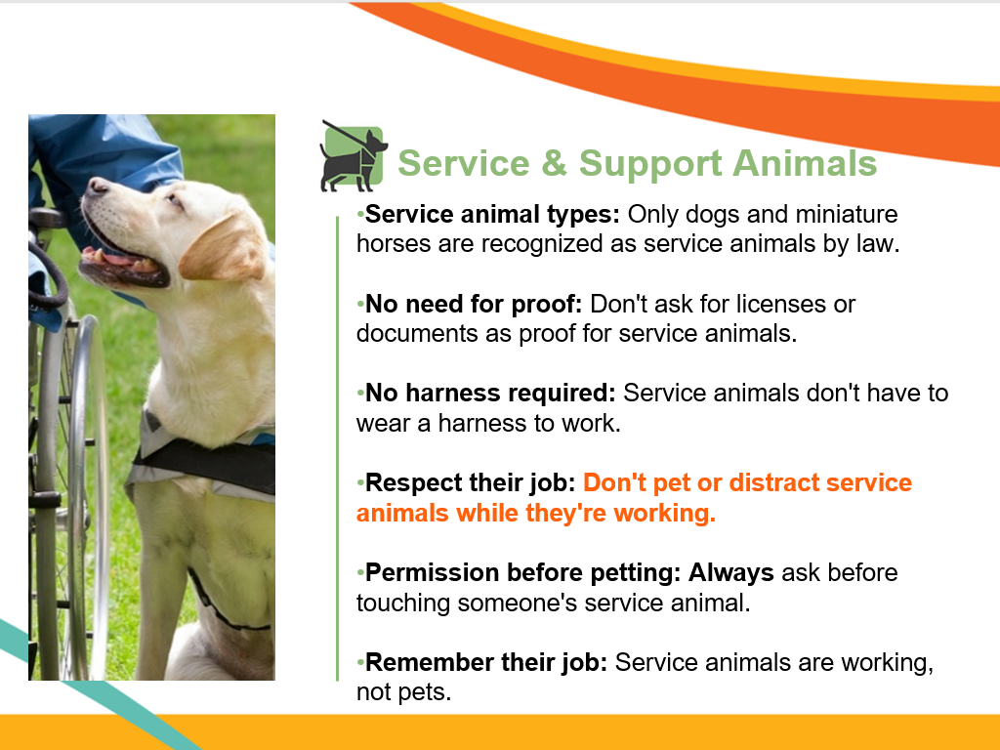 Service & Support Animals
•Service animal types: Only dogs and miniature
horses are recognized as service animals by law.
•No need for proof: Don't ask for licenses or
documents as proof for service animals.
•No harness required: Service animals don't have to
wear a harness to work.
•Respect their job: Don't pet or distract service
animals while they're working.
•Permission before petting: Always ask before
touching someone's service animal.
•Remember their job: Service animals are working,
not pets.